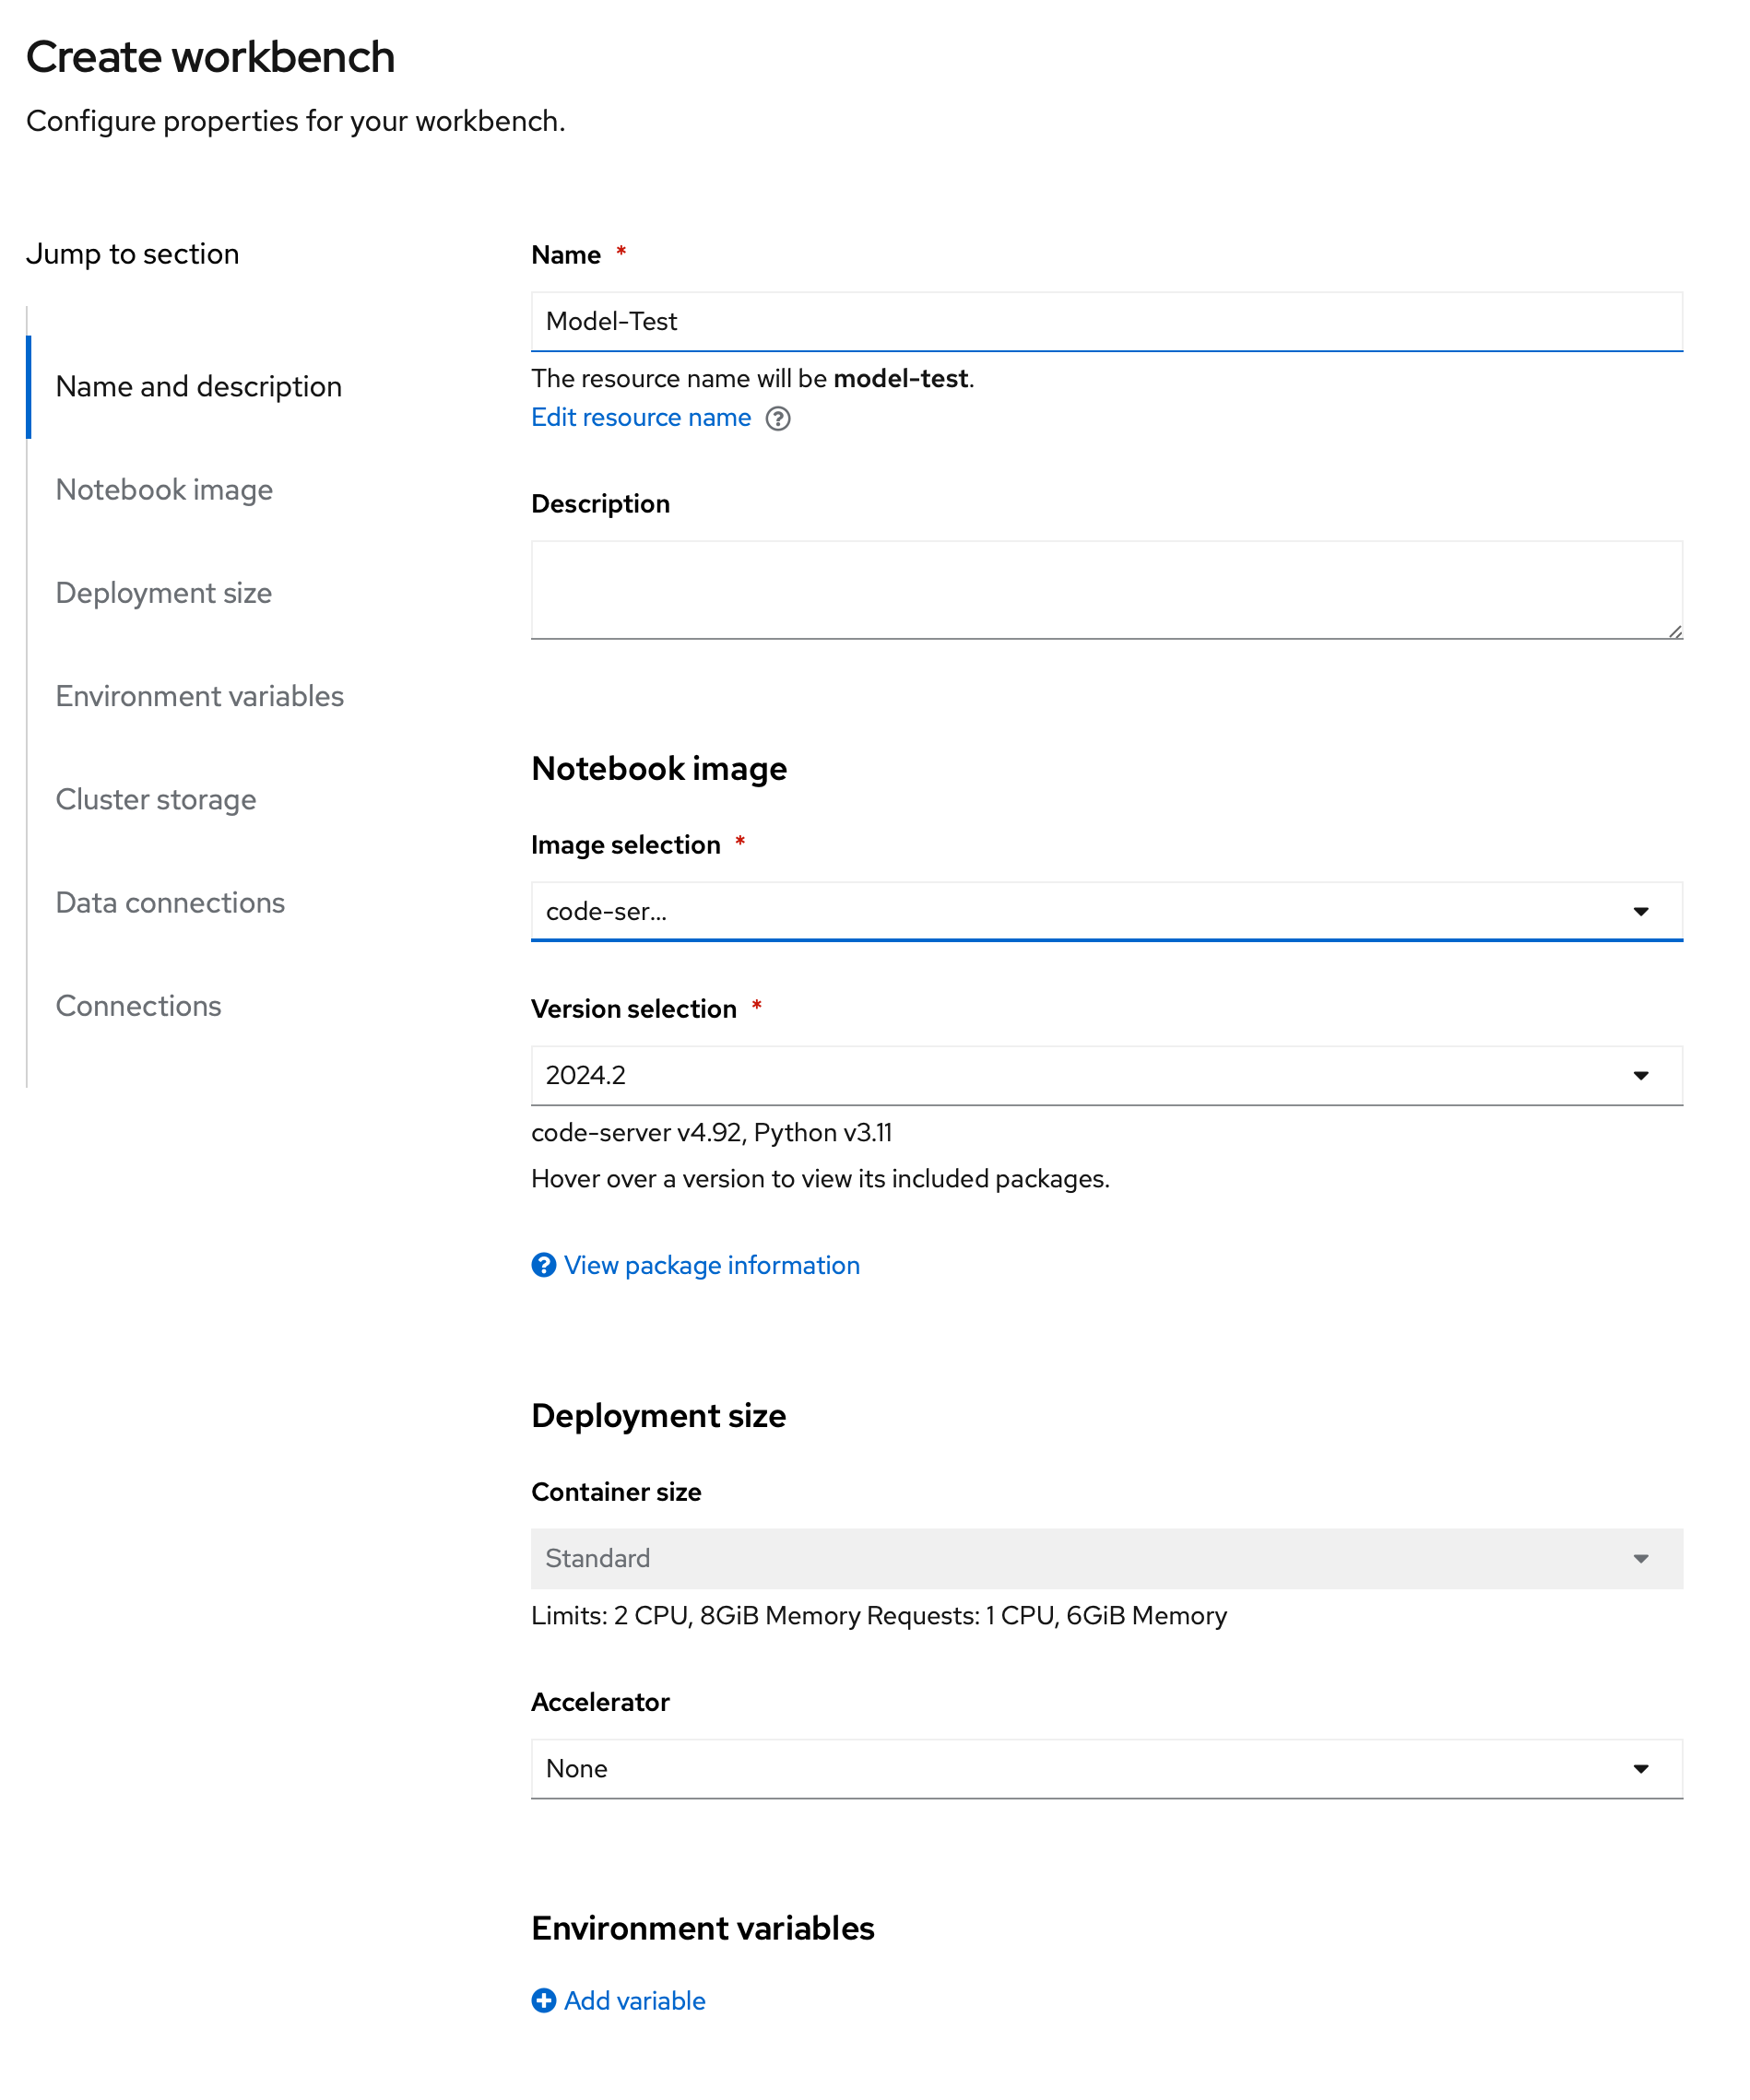 Create workbench
Configure properties for your workbench.
Jump to section
Name and description
Notebook image
Deployment size
Environment variables
Cluster storage
Data connections
Connections
Name *
Model-Test
The resource name will be model-test.
Edit resource name
Description
Notebook image
Image selection *
code-ser...
Version selection *
2024.2
code-server v4.92, Python v3.11
Hover over a version to view its included packages.
View package information
Deployment size
Container size
Standard
Limits: 2 CPU, 8GiB Memory Requests: 1 CPU, 6GiB Memory
Accelerator
None
Environment variables
Add variable